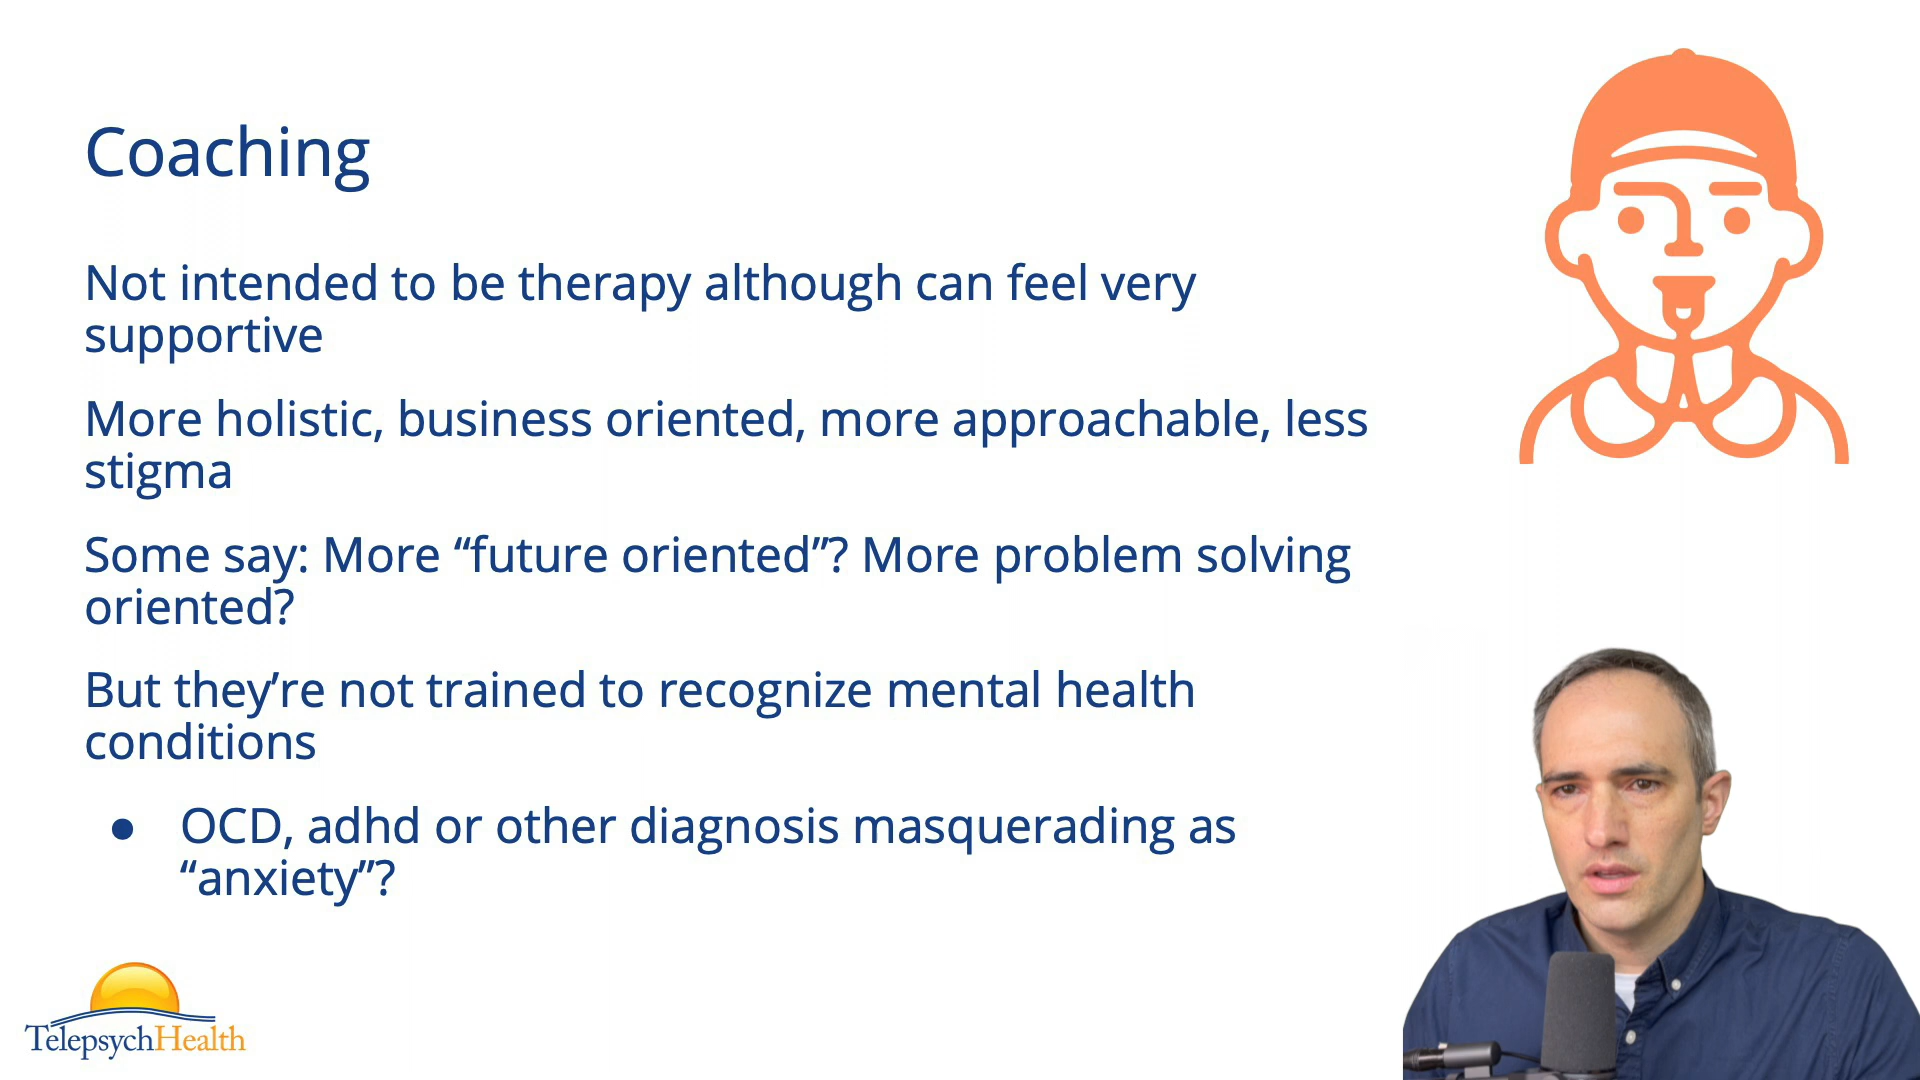 Coaching
Not intended to be therapy although can feel very
supportive
More holistic, business oriented, more approachable, less
stigma
Some say: More “future oriented”? More problem solving
oriented?
But they’re not trained to recognize mental health
conditions
● OCD, adhd or other diagnosis masquerading as
“anxiety”?
TelepsychHealth